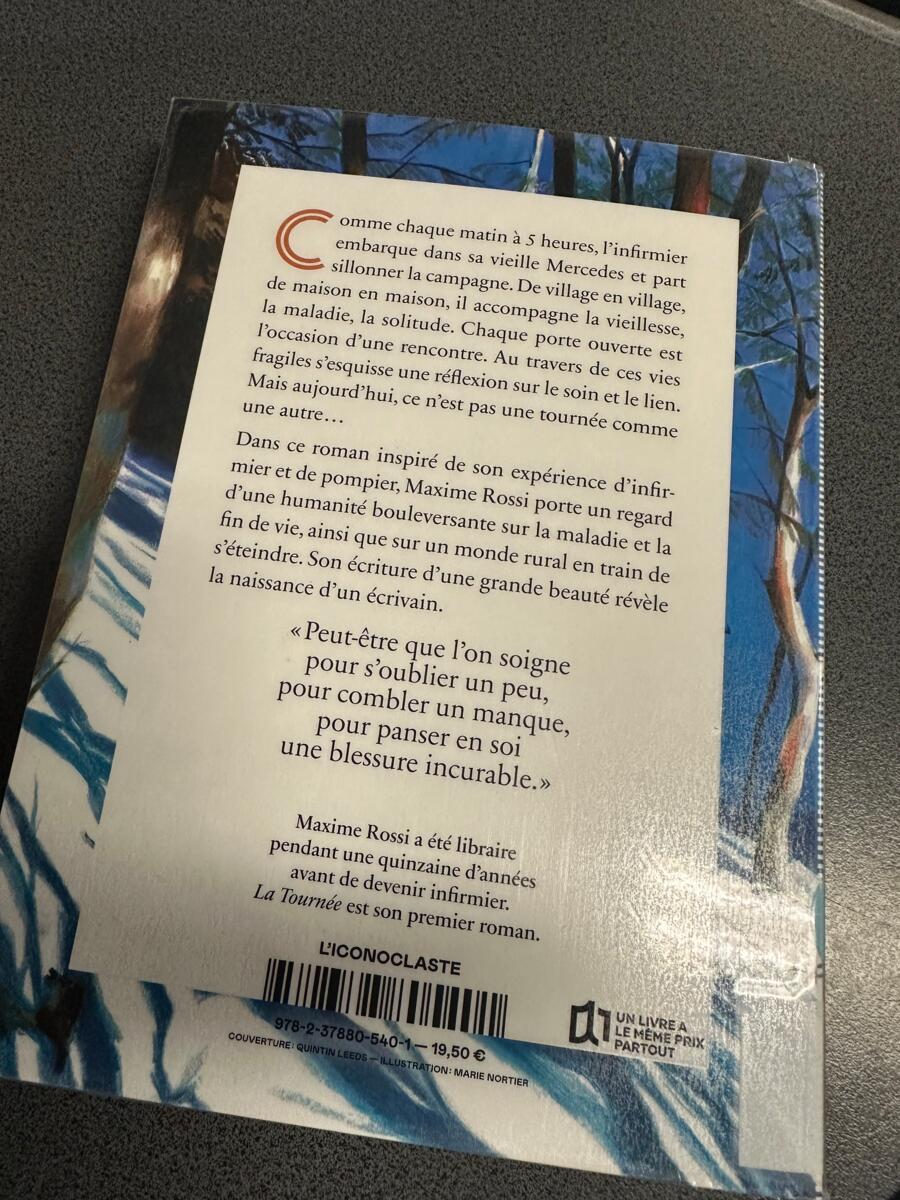 Comme chaque matin à 5 heures, l'infirmier
embarque dans sa vieille Mercedes et part
sillonner la campagne. De village en village,
de maison en maison, il accompagne la vieillesse,
la maladie, la solitude. Chaque porte ouverte est
l'occasion d'une rencontre. Au travers de ces vies
fragiles s'esquisse une réflexion sur le soin et le lien.
Mais aujourd'hui, ce n'est pas une tournée comme
une autre…
Dans ce roman inspiré de son expérience d'infir-
mier et de pompier, Maxime Rossi porte un regard
d'une humanité bouleversante sur la maladie et la
fin de vie, ainsi que sur un monde rural en train de
s'éteindre. Son écriture d'une grande beauté révèle
la naissance d'un écrivain.
« Peut-être que l'on soigne
pour s'oublier un peu,
pour combler un manque,
pour panser en soi
une blessure incurable. »
Maxime Rossi a été libraire
pendant une quinzaine d'années
avant de devenir infirmier.
La Tournée est son premier roman.
L'ICONOCLASTE
978-2-37880-540-1 — 19,50 €
COUVERTURE : QUINTIN LEEDS — ILLUSTRATION : MARIE NORTIER
UN LIVRE A
LE MÊME PRIX
PARTOUT